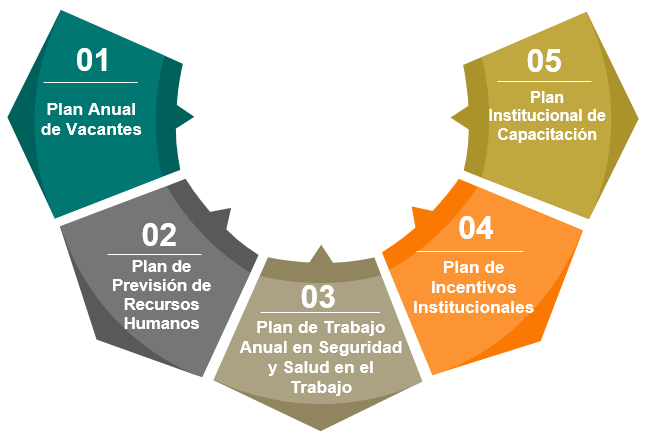 01
Plan Anual
de Vacantes
02
Plan de
Previsión de
Recursos
Humanos
03
Plan de Trabajo
Anual en Seguridad
y Salud en el
Trabajo
04
Plan de
Incentivos
Institucionales
05
Plan
Institucional de
Capacitación